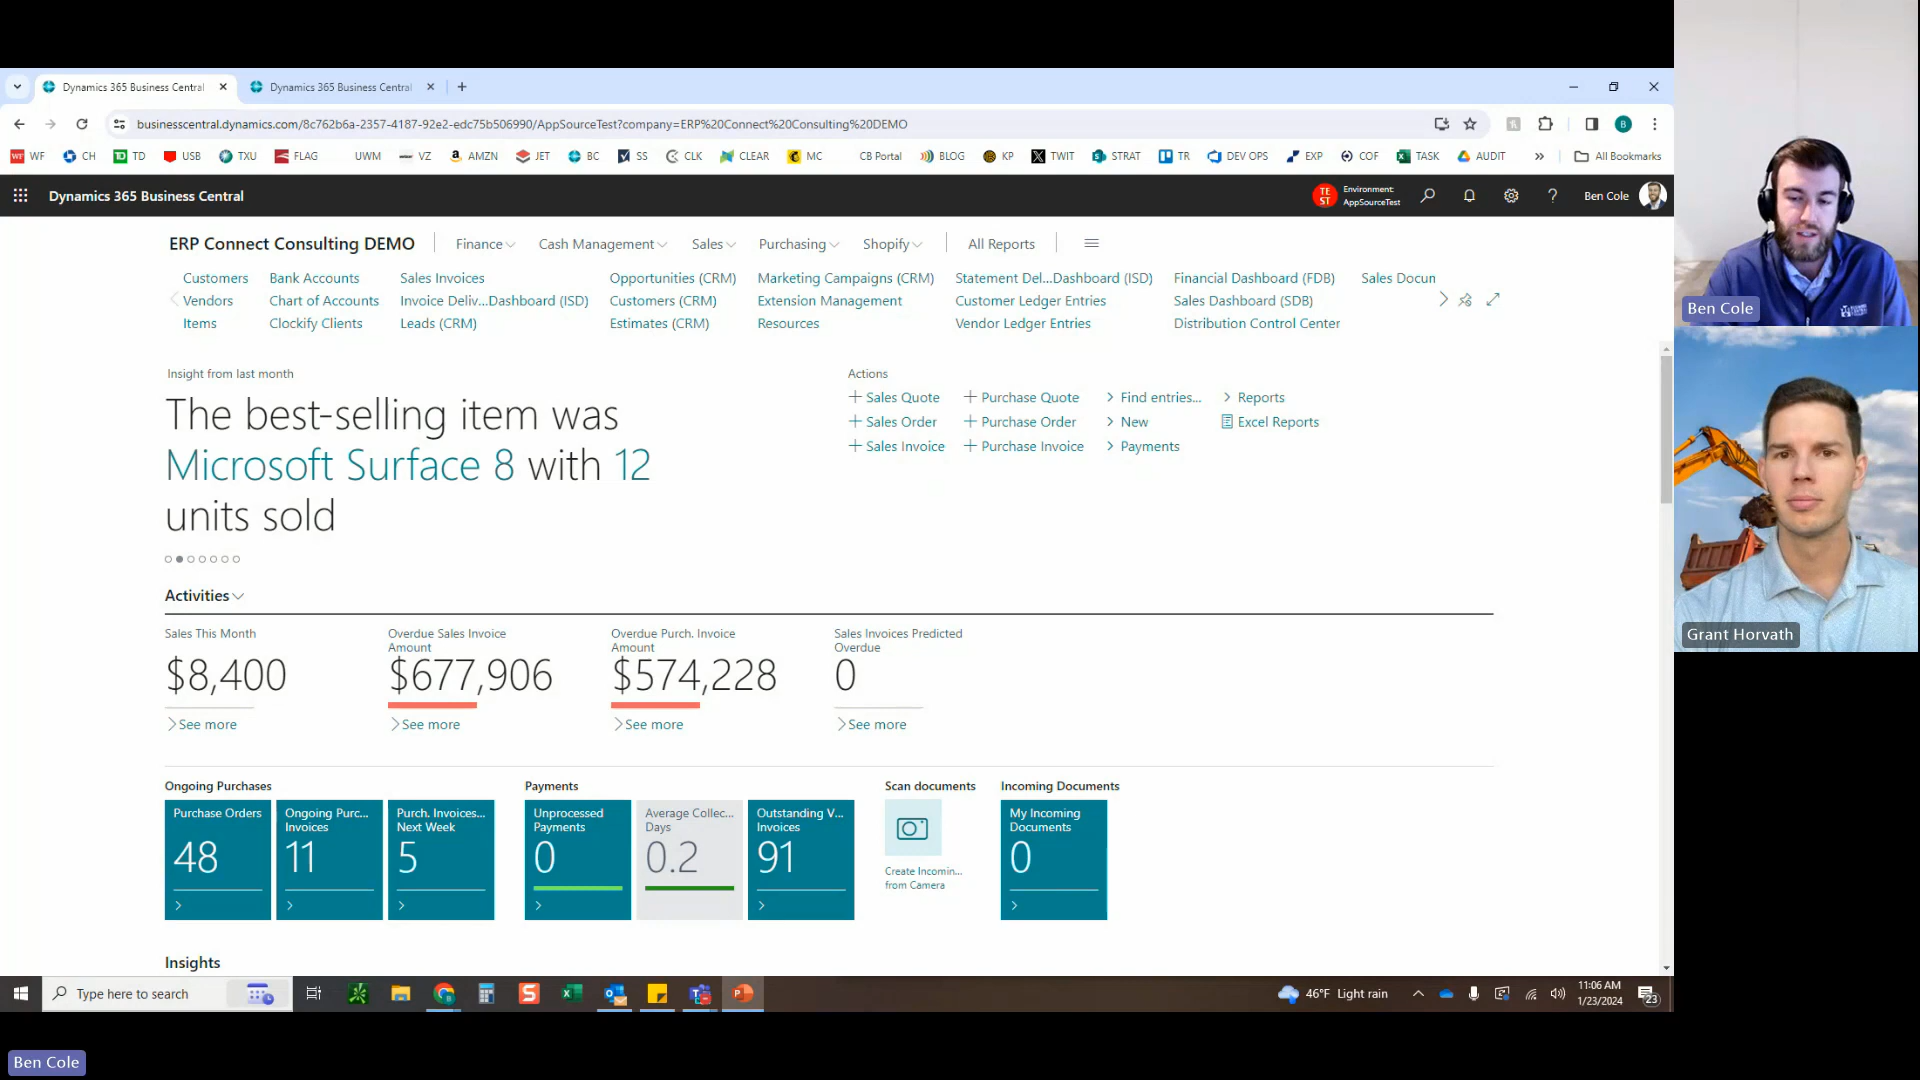 Dynamics 365 Business Central
Dynamics 365 Business Central
businesscentral.dynamics.com/8c762b6a-2357-4187-92e2-edc75b506990/AppSourceTest?company=ERP%20Connect%20Consulting%20DEMO
B
WF CH TD USB TXU FLAG UWM VZ AMZN JET BC SS CLK CLEAR MC CB Portal BLOG KP TWIT STRAT TR DEV OPS EXP COF TASK AUDIT » All Bookmarks
Dynamics 365 Business Central
TE ST
Environment:
AppSourceTest
Ben Cole
ERP Connect Consulting DEMO
Finance Cash Management Sales Purchasing Shopify All Reports
Customers Bank Accounts Sales Invoices Opportunities (CRM) Marketing Campaigns (CRM) Statement Del...Dashboard (ISD) Financial Dashboard (FDB) Sales Docun
Vendors Chart of Accounts Invoice Deliv...Dashboard (ISD) Customers (CRM) Extension Management Customer Ledger Entries Sales Dashboard (SDB)
Items Clockify Clients Leads (CRM) Estimates (CRM) Resources Vendor Ledger Entries Distribution Control Center
Insight from last month
The best-selling item was
Microsoft Surface 8 with 12
units sold
Actions
+ Sales Quote + Purchase Quote > Find entries... > Reports
+ Sales Order + Purchase Order > New Excel Reports
+ Sales Invoice + Purchase Invoice > Payments
Activities
Sales This Month
$8,400
>See more
Overdue Sales Invoice
Amount
$677,906
>See more
Overdue Purch. Invoice
Amount
$574,228
>See more
Sales Invoices Predicted
Overdue
0
>See more
Ongoing Purchases
Purchase Orders
48
Ongoing Purc...
Invoices
11
Purch. Invoices...
Next Week
5
Payments
Unprocessed
Payments
0
Average Collec...
Days
0.2
Outstanding V...
Invoices
91
Scan documents
Create Incomin...
from Camera
Incoming Documents
My Incoming
Documents
0
Insights
Type here to search
46°F Light rain
11:06 AM
1/23/2024
23
Ben Cole
Grant Horvath
Ben Cole